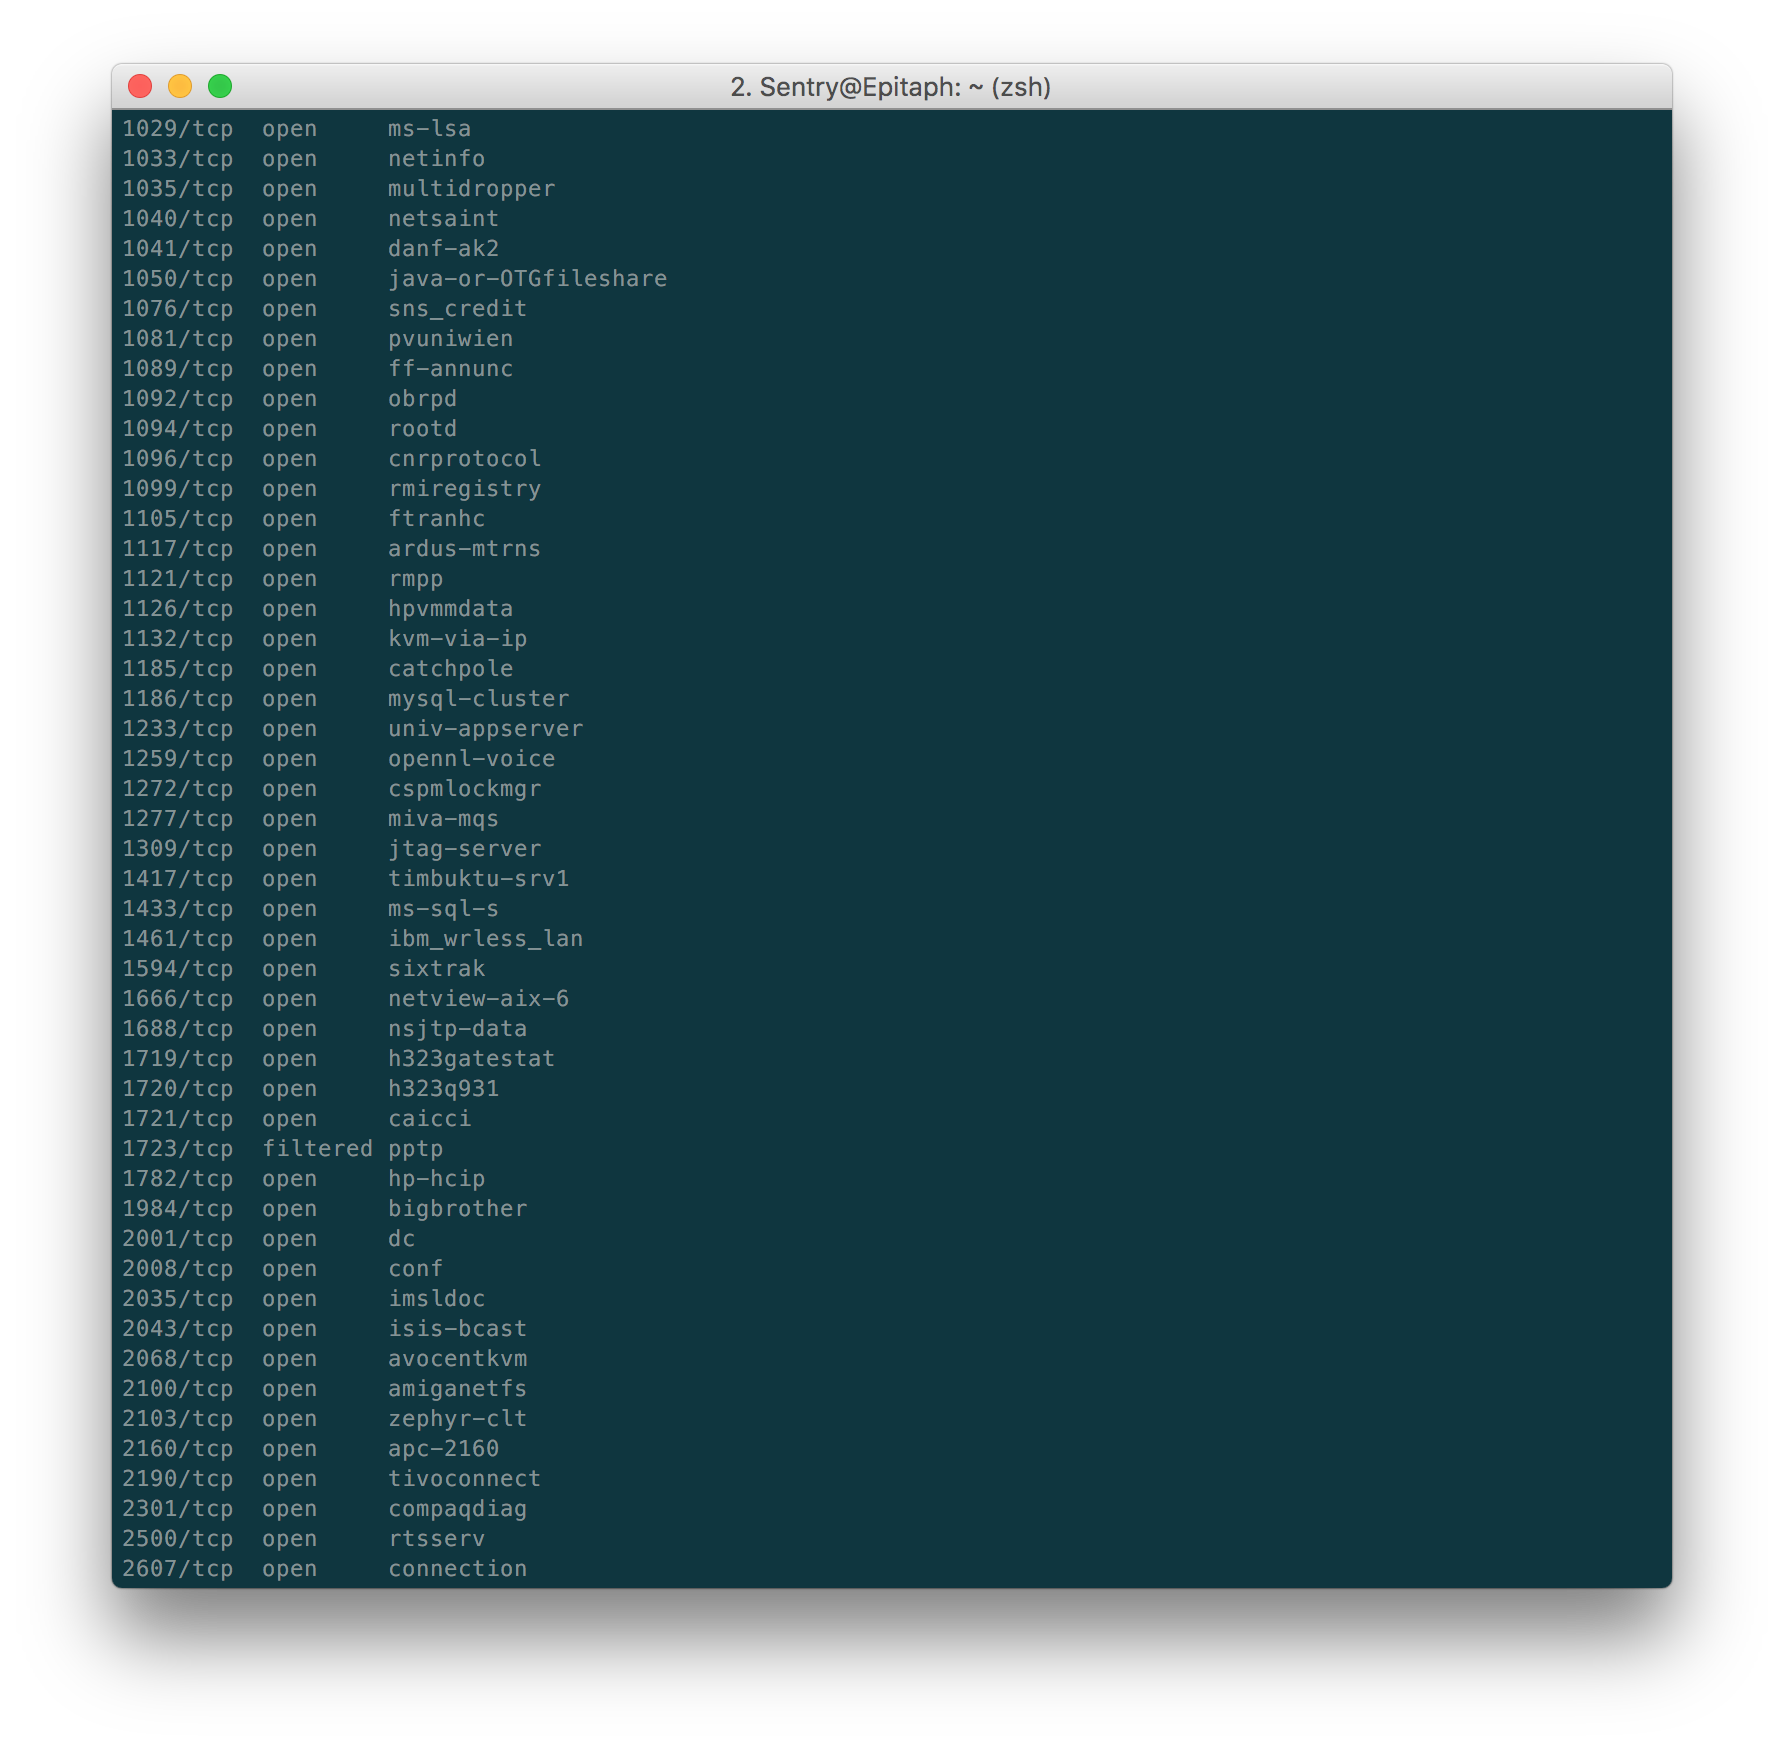 2. Sentry@Epitaph: ~ (zsh)
1029/tcp  open     ms-lsa
1033/tcp  open     netinfo
1035/tcp  open     multidropper
1040/tcp  open     netsaint
1041/tcp  open     danf-ak2
1050/tcp  open     java-or-OTGfileshare
1076/tcp  open     sns_credit
1081/tcp  open     pvuniwien
1089/tcp  open     ff-annunc
1092/tcp  open     obrpd
1094/tcp  open     rootd
1096/tcp  open     cnrprotocol
1099/tcp  open     rmiregistry
1105/tcp  open     ftranhc
1117/tcp  open     ardus-mtrns
1121/tcp  open     rmpp
1126/tcp  open     hpvmmdata
1132/tcp  open     kvm-via-ip
1185/tcp  open     catchpole
1186/tcp  open     mysql-cluster
1233/tcp  open     univ-appserver
1259/tcp  open     opennl-voice
1272/tcp  open     cspmlockmgr
1277/tcp  open     miva-mqs
1309/tcp  open     jtag-server
1417/tcp  open     timbuktu-srv1
1433/tcp  open     ms-sql-s
1461/tcp  open     ibm_wrless_lan
1594/tcp  open     sixtrak
1666/tcp  open     netview-aix-6
1688/tcp  open     nsjtp-data
1719/tcp  open     h323gatestat
1720/tcp  open     h323q931
1721/tcp  open     caicci
1723/tcp  filtered pptp
1782/tcp  open     hp-hcip
1984/tcp  open     bigbrother
2001/tcp  open     dc
2008/tcp  open     conf
2035/tcp  open     imsldoc
2043/tcp  open     isis-bcast
2068/tcp  open     avocentkvm
2100/tcp  open     amiganetfs
2103/tcp  open     zephyr-clt
2160/tcp  open     apc-2160
2190/tcp  open     tivoconnect
2301/tcp  open     compaqdiag
2500/tcp  open     rtsserv
2607/tcp  open     connection